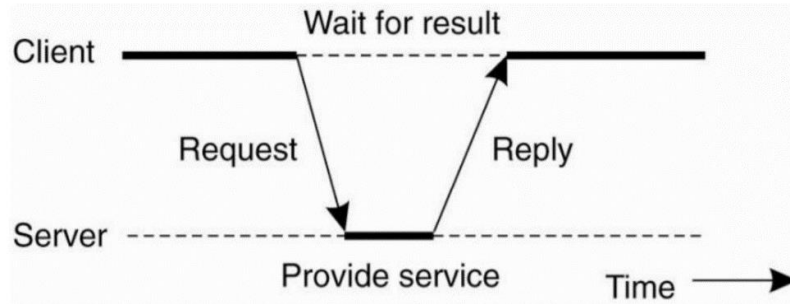 Wait for result
Client
Request
Reply
Server
Provide service
Time